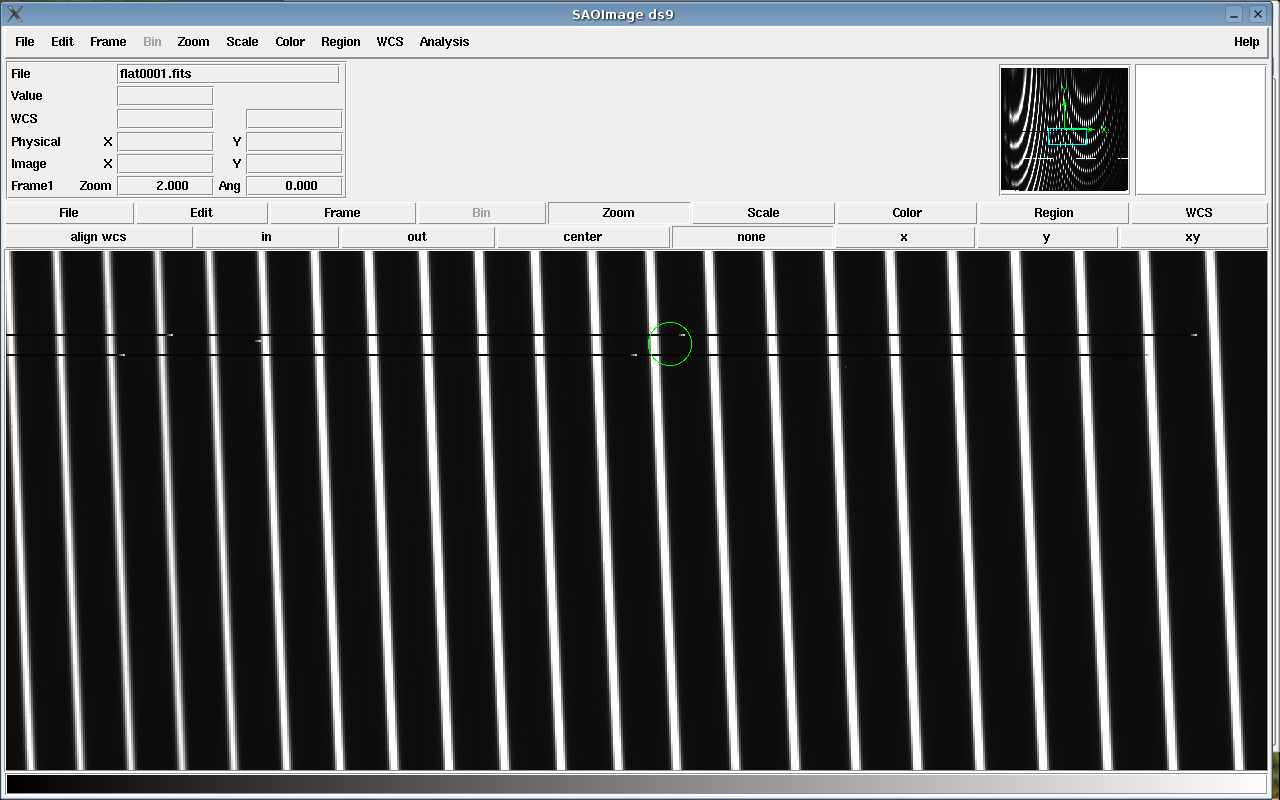 SAOImage ds9
File Edit Frame Bin Zoom Scale Color Region WCS Analysis Help
File flat0001.fits
Value
WCS
Physical X Y
Image X Y
Frame1 Zoom 2.000 Ang 0.000
Y
X
File Edit Frame Bin Zoom Scale Color Region WCS
align wcs in out center none x y xy